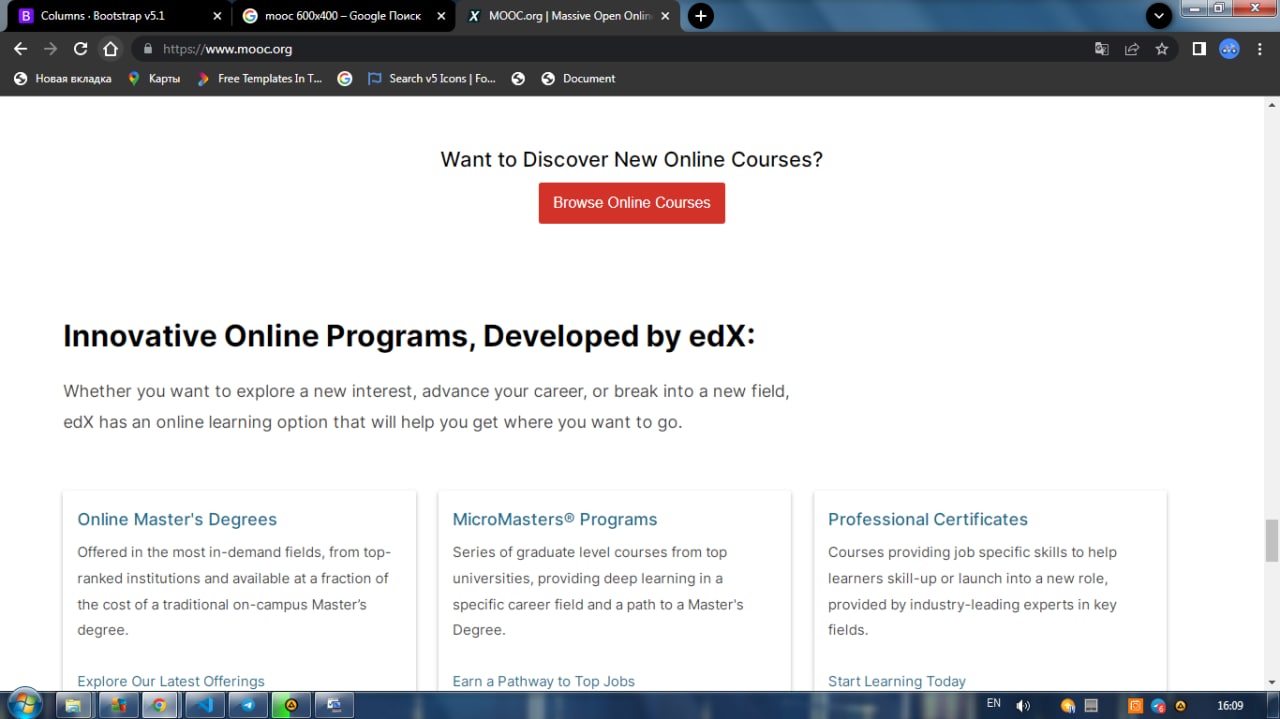 Columns · Bootstrap v5.1
mooc 600x400 – Google Поиск
MOOC.org | Massive Open Onlin
https://www.mooc.org
Новая вкладка
Карты
Free Templates In T...
Search v5 Icons | Fo...
Document
Want to Discover New Online Courses?
Browse Online Courses
Innovative Online Programs, Developed by edX:
Whether you want to explore a new interest, advance your career, or break into a new field,
edX has an online learning option that will help you get where you want to go.
Online Master's Degrees
Offered in the most in-demand fields, from top-
ranked institutions and available at a fraction of
the cost of a traditional on-campus Master's
degree.
Explore Our Latest Offerings
MicroMasters® Programs
Series of graduate level courses from top
universities, providing deep learning in a
specific career field and a path to a Master's
Degree.
Earn a Pathway to Top Jobs
Professional Certificates
Courses providing job specific skills to help
learners skill-up or launch into a new role,
provided by industry-leading experts in key
fields.
Start Learning Today
EN
16:09